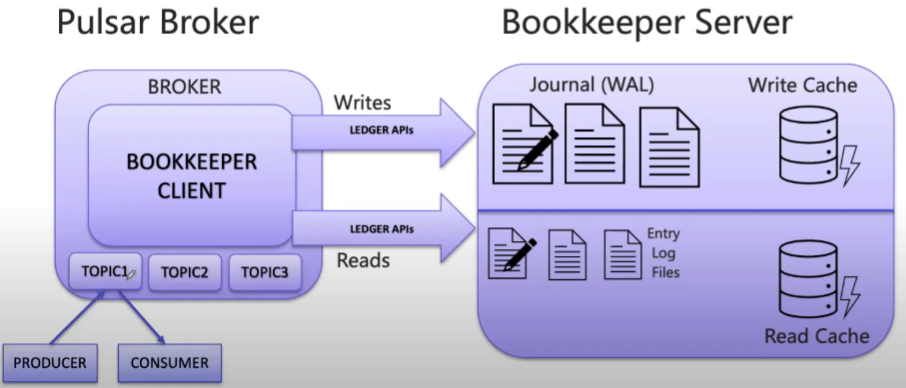 Pulsar Broker
Bookkeeper Server
BROKER
BOOKKEEPER
CLIENT
TOPIC1
TOPIC2
TOPIC3
PRODUCER
CONSUMER
Writes
LEDGER APIs
LEDGER APIs
Reads
Journal (WAL)
Write Cache
Entry
Log
Files
Read Cache